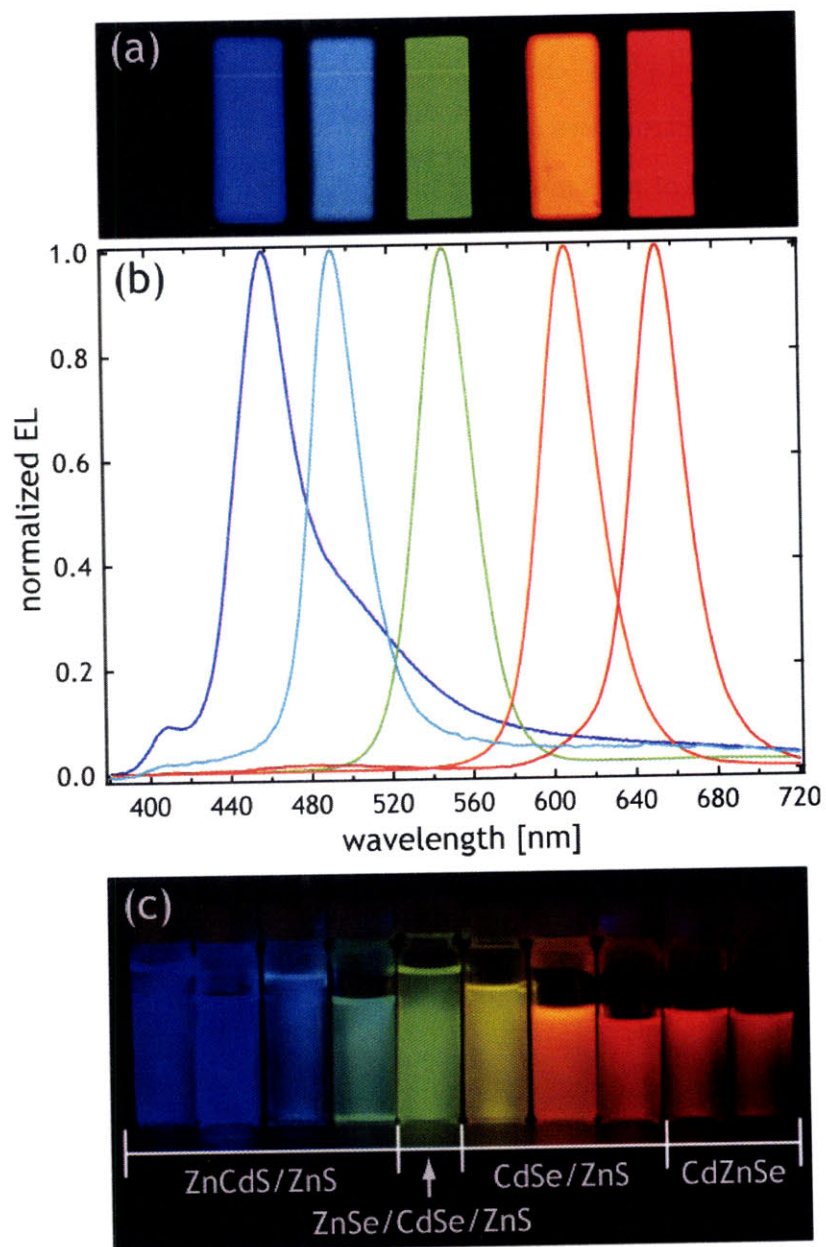 (a)
(b)
1.0
0.8
0.6
0.4
0.2
0.0
normalized EL
400 440 480 520 560 600 640 680 720
wavelength [nm]
(c)
ZnCdS/ZnS
CdSe/ZnS
CdZnSe
ZnSe/CdSe/ZnS